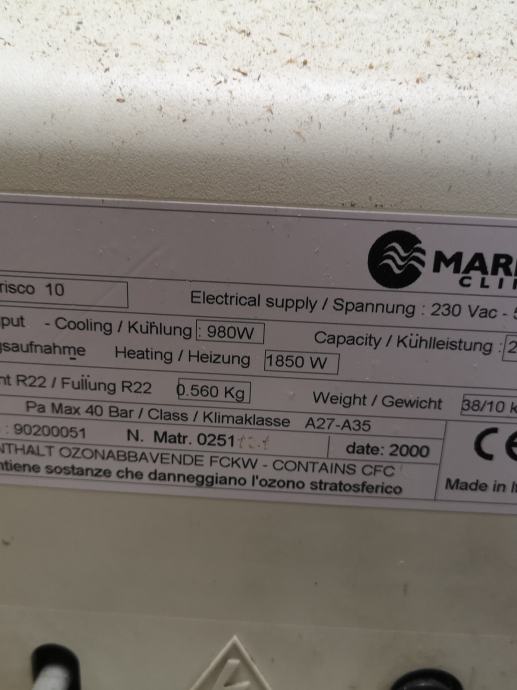 MAR
CLI
risco 10
Electrical supply / Spannung : 230 Vac -
put - Cooling / Kuhlung : 980W
Capacity / Kühlleistung : 2
gsaufnahme Heating / Heizung 1850 W
nt R22 / Fullung R22 0.560 Kg
Weight / Gewicht 38/10 k
Pa Max 40 Bar / Class / Klimaklasse A27-A35
: 90200051 N. Matr. 0251
date: 2000
CE
NTHALT OZONABBAVENDE FCKW - CONTAINS CFC
ntiene sostanze che danneggiano l'ozono stratosferico
Made in I